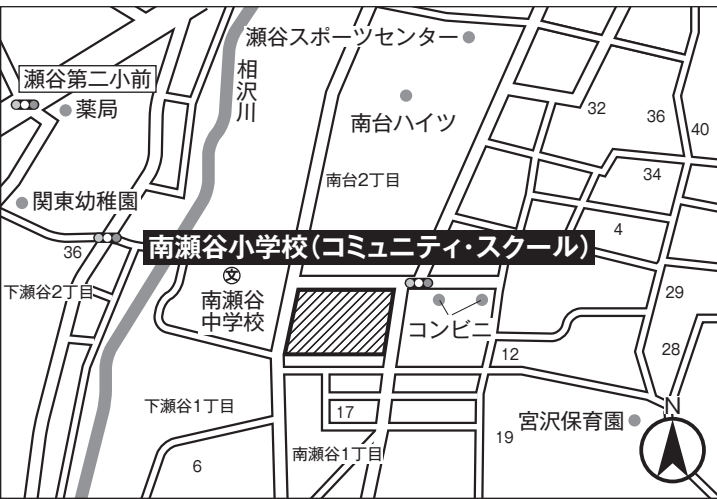 瀬谷スポーツセンター
瀬谷第二小前
相沢川
薬局
南台ハイツ
32
36
40
南台2丁目
34
関東幼稚園
4
36
南瀬谷小学校(コミュニティ・スクール)
文
下瀬谷2丁目
南瀬谷
中学校
コンビニ
29
12
28
下瀬谷1丁目
17
宮沢保育園
N
19
南瀬谷1丁目
6